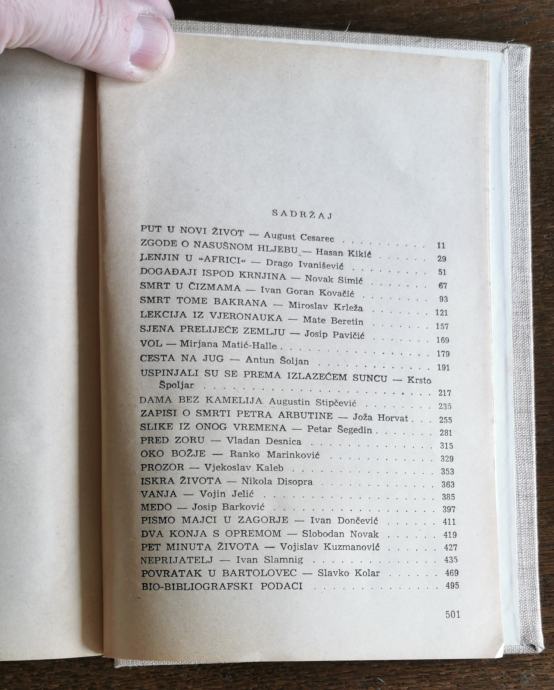 SADRŽAJ
PUT U NOVI ŽIVOT — August Cesarec . . . . . . . . . 11
ZGODE O NASUŠNOM HLJEBU — Hasan Kikić . . . . . 29
LENJIN U »AFRICI« — Drago Ivanišević . . . . . . . . 51
DOGAĐAJI ISPOD KRNJINA — Novak Simić . . . . . . 67
SMRT U ČIZMAMA — Ivan Goran Kovačić . . . . . . . 93
SMRT TOME BAKRANA — Miroslav Krleža . . . . . . . 121
LEKCIJA IZ VJERONAUKA — Mate Beretin . . . . . . 157
SJENA PRELIJEĆE ZEMLJU — Josip Pavičić . . . . . . 169
VOL — Mirjana Matić-Halle . . . . . . . . . . . . . 179
CESTA NA JUG — Antun Šoljan . . . . . . . . . . . 191
USPINJALI SU SE PREMA IZLAZEĆEM SUNCU — Krsto
Špoljar . . . . . . . . . . . . . . . . . . . . . 217
DAMA BEZ KAMELIJA Augustin Stipčević . . . . . . 235
ZAPISI O SMRTI PETRA ARBUTINE — Joža Horvat . . . 255
SLIKE IZ ONOG VREMENA — Petar Šegedin . . . . . . 281
PRED ZORU — Vladan Desnica . . . . . . . . . . . 315
OKO BOŽJE — Ranko Marinković . . . . . . . . . . 329
PROZOR — Vjekoslav Kaleb . . . . . . . . . . . . 353
ISKRA ŽIVOTA — Nikola Disopra . . . . . . . . . . 363
VANJA — Vojin Jelić . . . . . . . . . . . . . . . 385
MEDO — Josip Barković . . . . . . . . . . . . . . 397
PISMO MAJCI U ZAGORJE — Ivan Dončević . . . . . . 411
DVA KONJA S OPREMOM — Slobodan Novak . . . . . . 419
PET MINUTA ŽIVOTA — Vojislav Kuzmanović . . . . . 427
NEPRIJATELJ — Ivan Slamnig . . . . . . . . . . . . 435
POVRATAK U BARTOLOVEC — Slavko Kolar . . . . . . 469
BIO-BIBLIOGRAFSKI PODACI . . . . . . . . . . . . 495
501